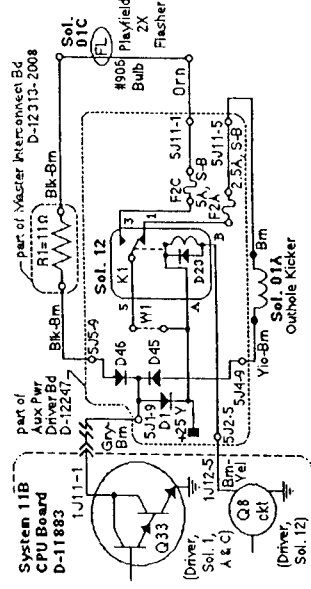 System 11B
CPU Board
D-11883
1J11-1
Q33
(Driver,
Sol. 1,
A & C)
1J12-5
Brn-
Yel
Q8
ckt
(Driver,
Sol. 12)
part of
Aux Pwr
Driver Bd
D-12247
Gry-
Brn
5J1-9
D1
+25 V
5J2-5
5J5-9
D46
D45
5J4-9
Blk-Brn
R1=11Ω
Blk-Brn
part of Master Interconnect Bd
D-12313-2008
Sol. 12
K1
5
W1
A
3
1
D23
B
F2C
5A, S-B
F2A
2.5A, S-B
5J11-1
5J11-5
Orn
Brn
Yio-Brn
Sol. 01A
Outhole Kicker
Sol.
01C
FL
#906 Playfield
Bulb
2X
Flasher